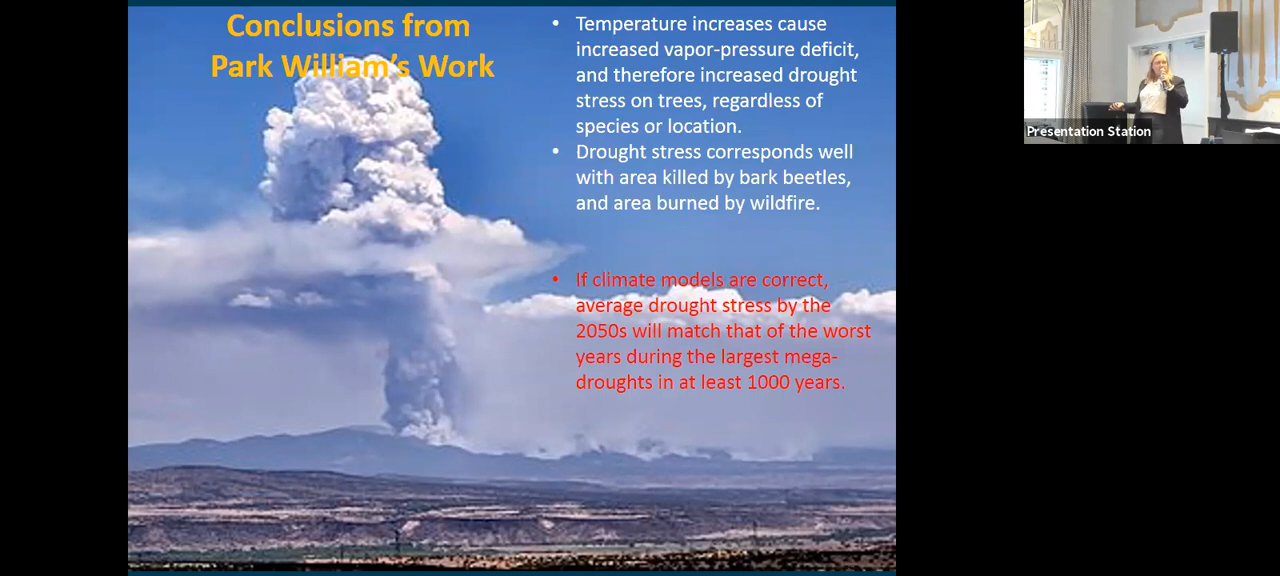 Conclusions from
Park William's Work
• Temperature increases cause
increased vapor-pressure deficit,
and therefore increased drought
stress on trees, regardless of
species or location.
• Drought stress corresponds well
with area killed by bark beetles,
and area burned by wildfire.
• If climate models are correct,
average drought stress by the
2050s will match that of the worst
years during the largest mega-
droughts in at least 1000 years.
Presentation Station